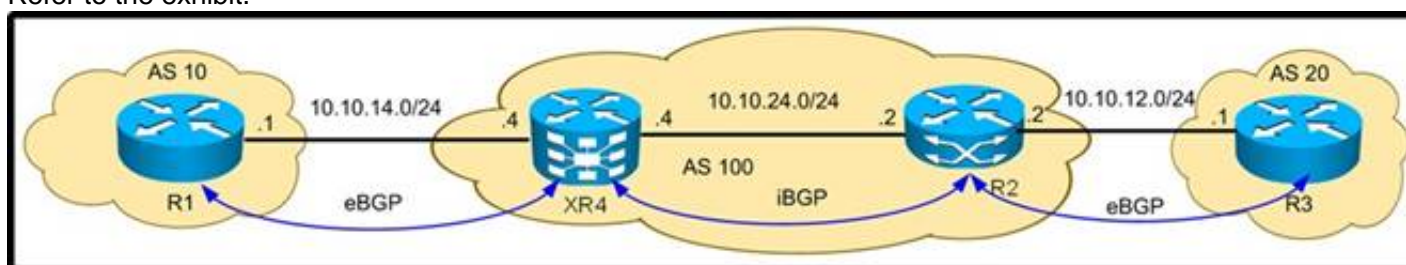 Refer to the exhibit.
AS 10
10.10.14.0/24
.1
.4
R1
eBGP
XR4
10.10.24.0/24
.4
.2
AS 100
iBGP
R2
10.10.12.0/24
.2
.1
eBGP
AS 20
R3